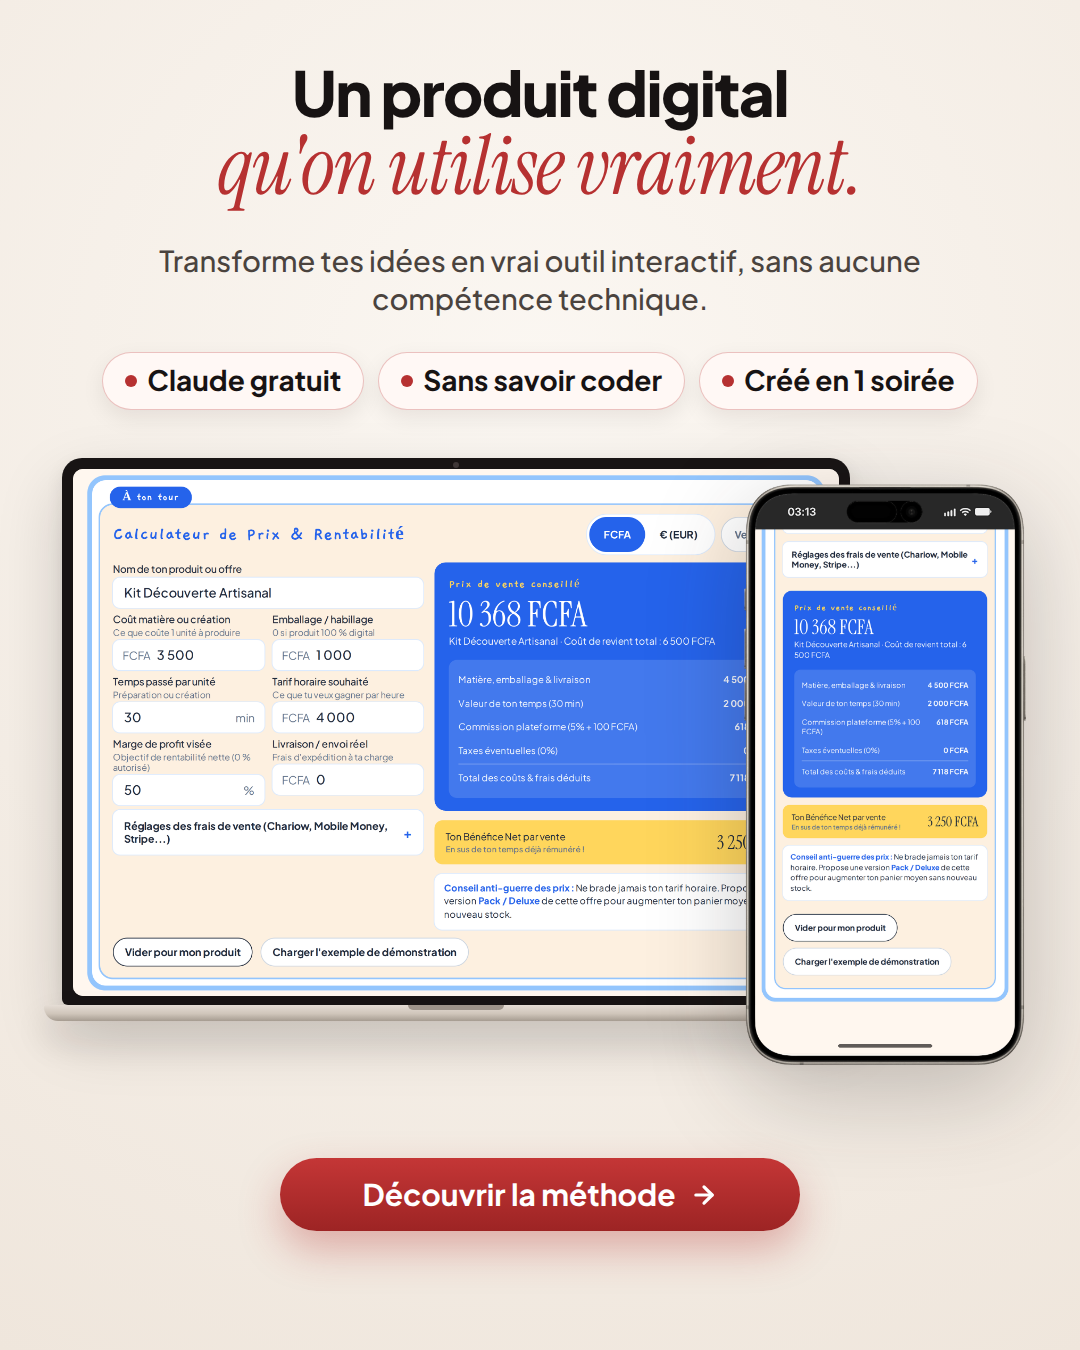 Un produit digital
qu'on utilise vraiment.
Transforme tes idées en vrai outil interactif, sans aucune
compétence technique.
Claude gratuit
Sans savoir coder
Créé en 1 soirée
À ton tour
Calculateur de Prix & Rentabilité
FCFA
€ (EUR)
Ve
Nom de ton produit ou offre
Kit Découverte Artisanal
Coût matière ou création
Ce que coûte 1 unité à produire
FCFA 3 500
Emballage / habillage
0 si produit 100 % digital
FCFA 1 000
Temps passé par unité
Préparation ou création
30 min
Tarif horaire souhaité
Ce que tu veux gagner par heure
FCFA 4 000
Marge de profit visée
Objectif de rentabilité nette (0 %
autorisé)
50 %
Livraison / envoi réel
Frais d'expédition à ta charge
FCFA 0
Réglages des frais de vente (Chariow, Mobile Money,
Stripe...) +
Vider pour mon produit
Charger l'exemple de démonstration
Prix de vente conseillé
10 368 FCFA
Kit Découverte Artisanal · Coût de revient total : 6 500 FCFA
Matière, emballage & livraison 4 500
Valeur de ton temps (30 min) 2 000
Commission plateforme (5% + 100 FCFA) 618
Taxes éventuelles (0%)
Total des coûts & frais déduits 7 118
Ton Bénéfice Net par vente
En sus de ton temps déjà rémunéré !
3 250
Conseil anti-guerre des prix : Ne brade jamais ton tarif horaire. Propo
version Pack / Deluxe de cette offre pour augmenter ton panier moye
nouveau stock.
03:13
Réglages des frais de vente (Chariow, Mobile
Money, Stripe...) +
Prix de vente conseillé
10 368 FCFA
Kit Découverte Artisanal · Coût de revient total : 6
500 FCFA
Matière, emballage & livraison 4 500 FCFA
Valeur de ton temps (30 min) 2 000 FCFA
Commission plateforme (5% + 100 618 FCFA
FCFA)
Taxes éventuelles (0%) 0 FCFA
Total des coûts & frais déduits 7 118 FCFA
Ton Bénéfice Net par vente
En sus de ton temps déjà rémunéré !
3 250 FCFA
Conseil anti-guerre des prix : Ne brade jamais ton tarif
horaire. Propose une version Pack / Deluxe de cette
offre pour augmenter ton panier moyen sans nouveau
stock.
Vider pour mon produit
Charger l'exemple de démonstration
Découvrir la méthode →